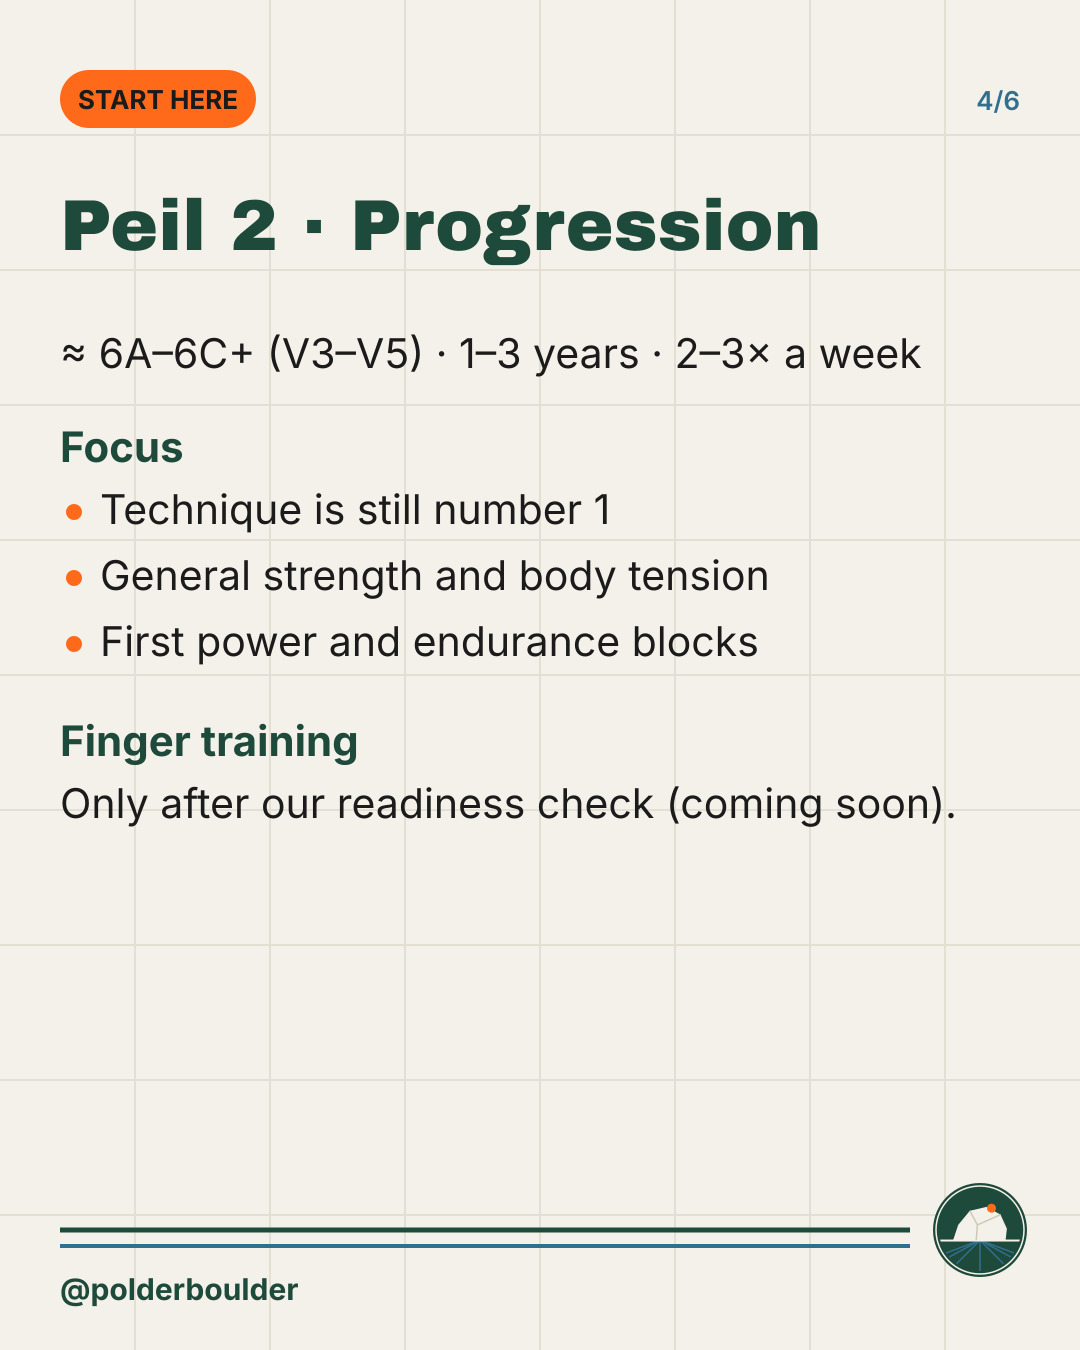 START HERE
4/6
Peil 2 · Progression
≈ 6A–6C+ (V3–V5) · 1–3 years · 2–3× a week
Focus
• Technique is still number 1
• General strength and body tension
• First power and endurance blocks
Finger training
Only after our readiness check (coming soon).
@polderboulder